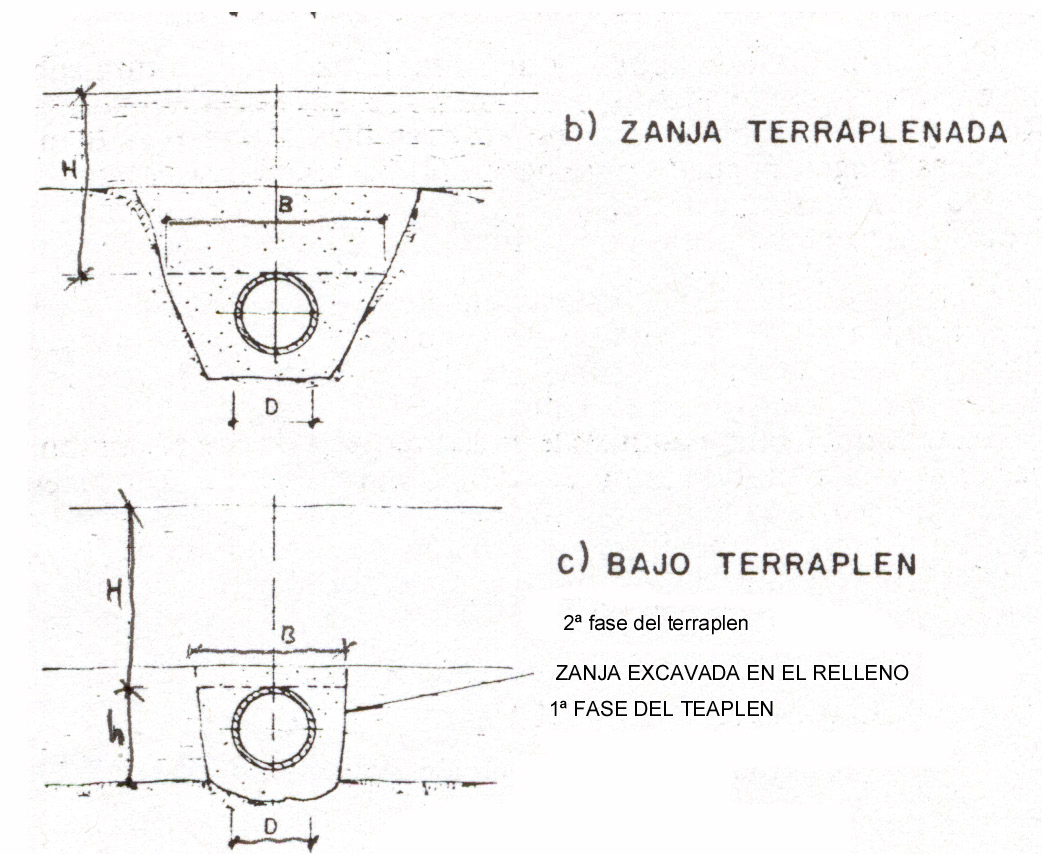 b) ZANJA TERRAPLENADA
H
B
D
c) BAJO TERRAPLEN
H
B
2ª fase del terraplen
ZANJA EXCAVADA EN EL RELLENO
1ª FASE DEL TEAPLEN
h
D